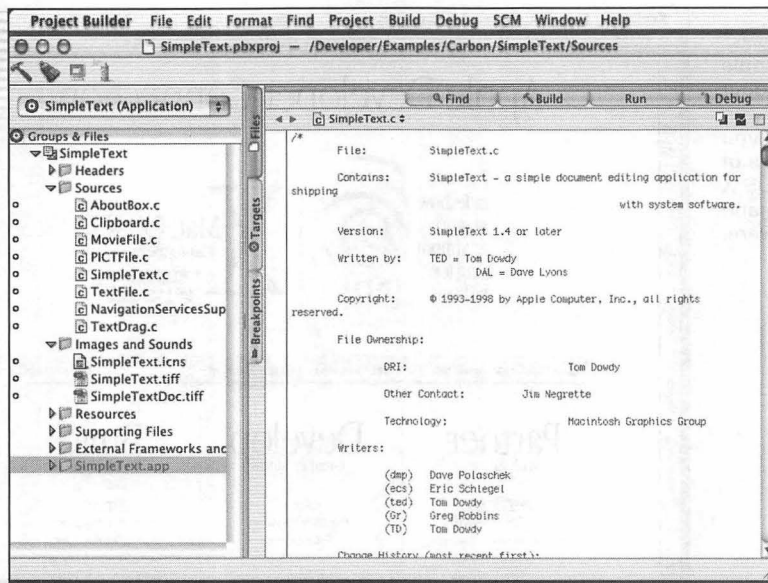 Project Builder File Edit Format Find Project Build Debug SCM Window Help
SimpleText.pbxproj — /Developer/Examples/Carbon/SimpleText/Sources
SimpleText (Application)
Groups & Files
SimpleText
Headers
Sources
AboutBox.c
Clipboard.c
MovieFile.c
PICTFile.c
SimpleText.c
TextFile.c
NavigationServicesSup
TextDrag.c
Images and Sounds
SimpleText.icns
SimpleText.tiff
SimpleTextDoc.tiff
Resources
Supporting Files
External Frameworks and
SimpleText.app
Files
Targets
Breakpoints
Find Build Run Debug
SimpleText.c
/*
File: SimpleText.c
Contains: SimpleText - a simple document editing application for
shipping
with system software.
Version: SimpleText 1.4 or later
Written by: TED = Tom Dowdy
DAL = Dave Lyons
Copyright: © 1993-1998 by Apple Computer, Inc., all rights
reserved.
File Ownership:
DRI: Tom Dowdy
Other Contact: Jim Negrette
Technology: Macintosh Graphics Group
Writers:
(dmp) Dave Polaschek
(ecs) Eric Schlegel
(ted) Tom Dowdy
(Gr) Greg Robbins
(TD) Tom Dowdy
Change History (most recent first):